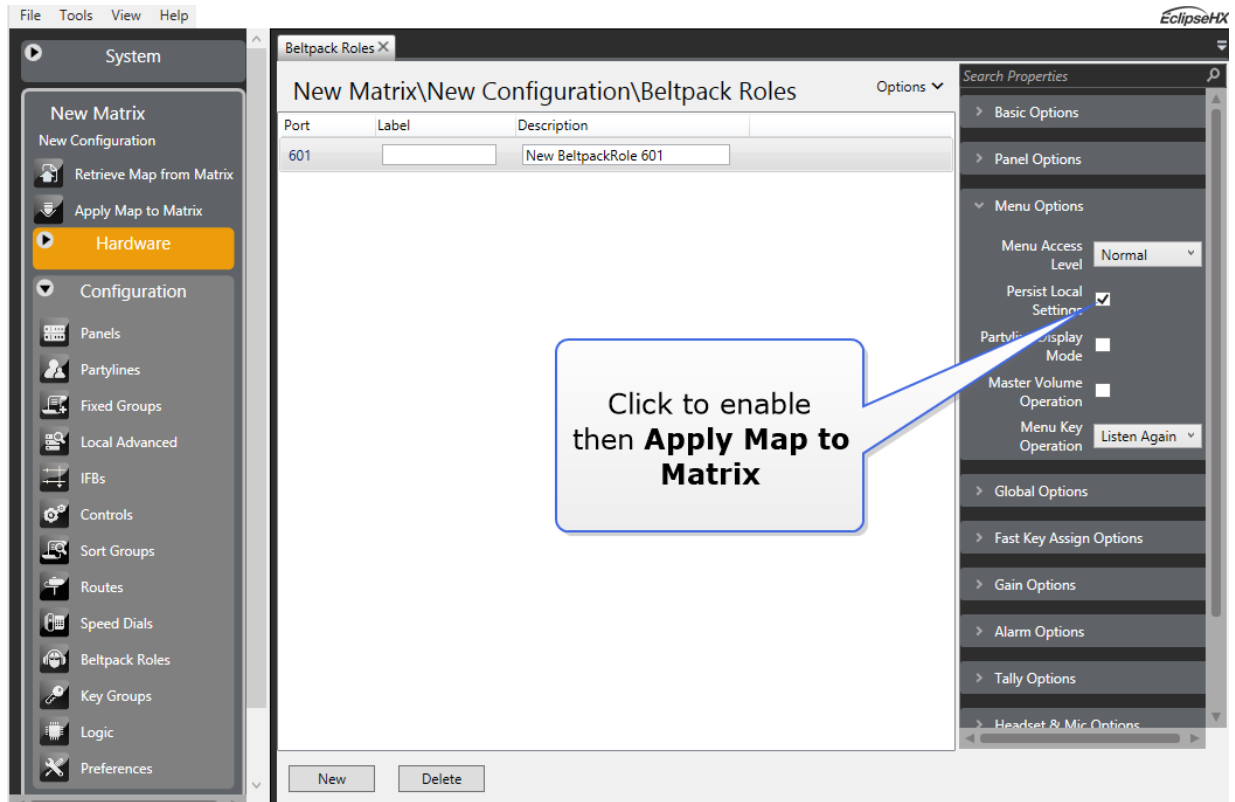 File Tools View Help
EclipseHX
System
New Matrix
New Configuration
Retrieve Map from Matrix
Apply Map to Matrix
Hardware
Configuration
Panels
Partylines
Fixed Groups
Local Advanced
IFBs
Controls
Sort Groups
Routes
Speed Dials
Beltpack Roles
Key Groups
Logic
Preferences
Beltpack Roles
New Matrix\New Configuration\Beltpack Roles
Options
Port Label Description
601 New BeltpackRole 601
Click to enable
then Apply Map to
Matrix
New Delete
Search Properties
Basic Options
Panel Options
Menu Options
Menu Access
Level
Normal
Persist Local
Settings
Display
Mode
Master Volume
Operation
Menu Key
Operation
Listen Again
Global Options
Fast Key Assign Options
Gain Options
Alarm Options
Tally Options
Headset & Mic Options